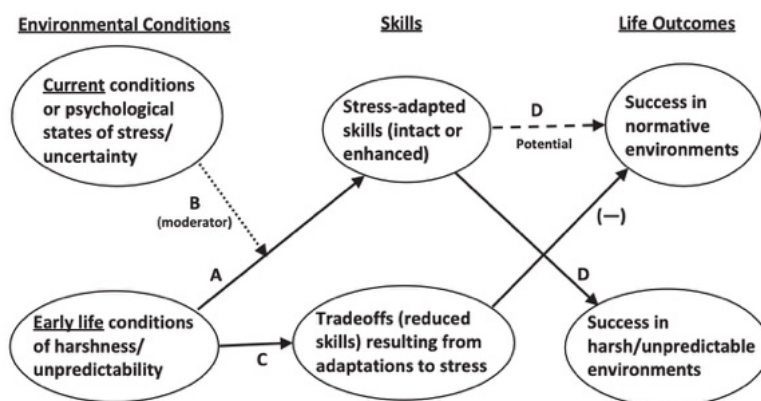 Environmental Conditions
Skills
Life Outcomes
Current conditions
or psychological
states of stress/
uncertainty
Stress-adapted
skills (intact or
enhanced)
D
Potential
Success in
normative
environments
B
(moderator)
A
(—)
D
Early life conditions
of harshness/
unpredictability
C
Tradeoffs (reduced
skills) resulting from
adaptations to stress
Success in
harsh/unpredictable
environments